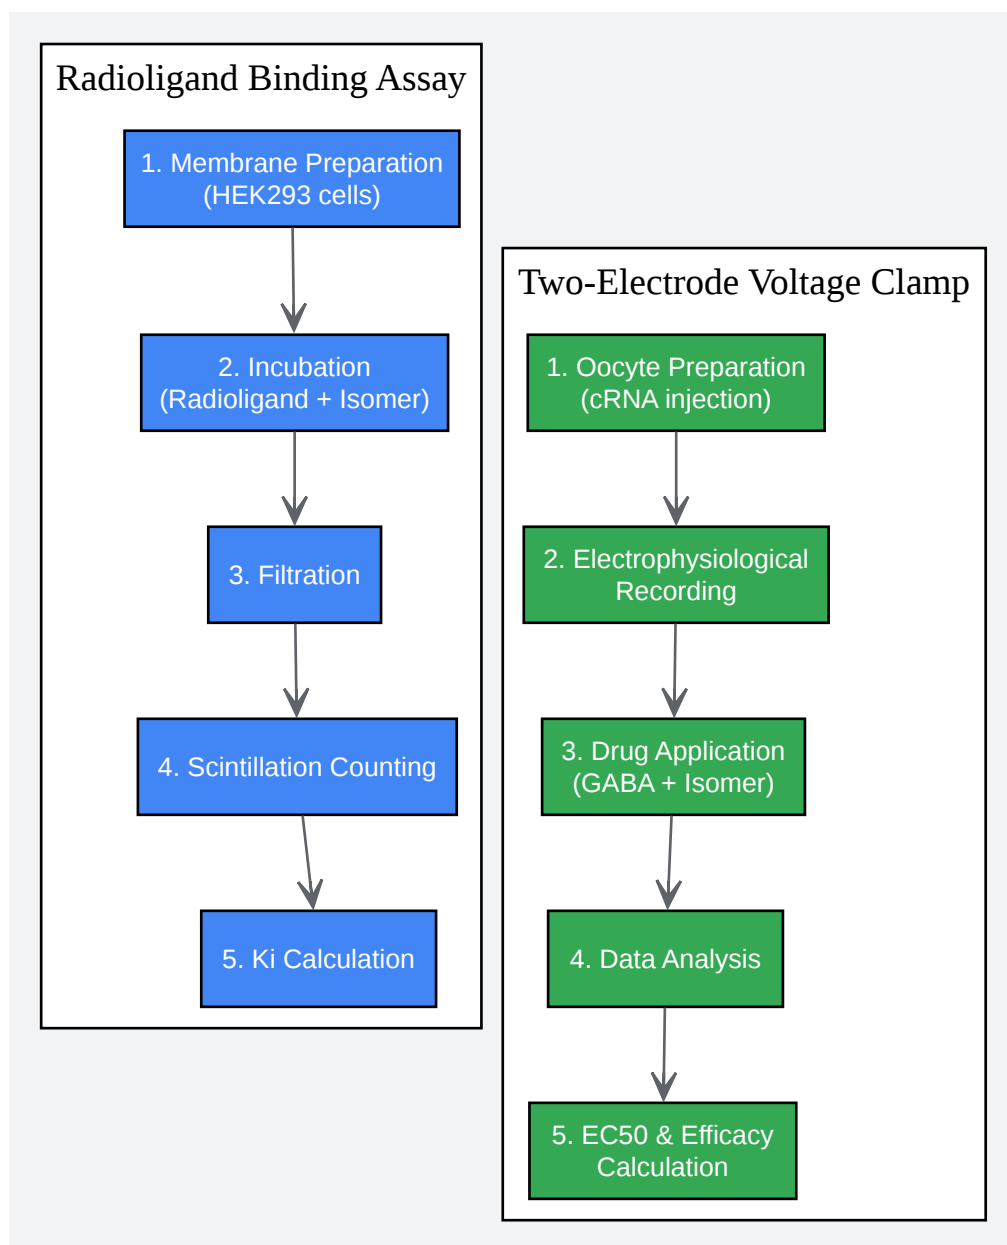 Radioligand Binding Assay
1. Membrane Preparation
(HEK293 cells)
2. Incubation
(Radioligand + Isomer)
3. Filtration
4. Scintillation Counting
5. Ki Calculation
Two-Electrode Voltage Clamp
1. Oocyte Preparation
(cRNA injection)
2. Electrophysiological
Recording
3. Drug Application
(GABA + Isomer)
4. Data Analysis
5. EC50 & Efficacy
Calculation